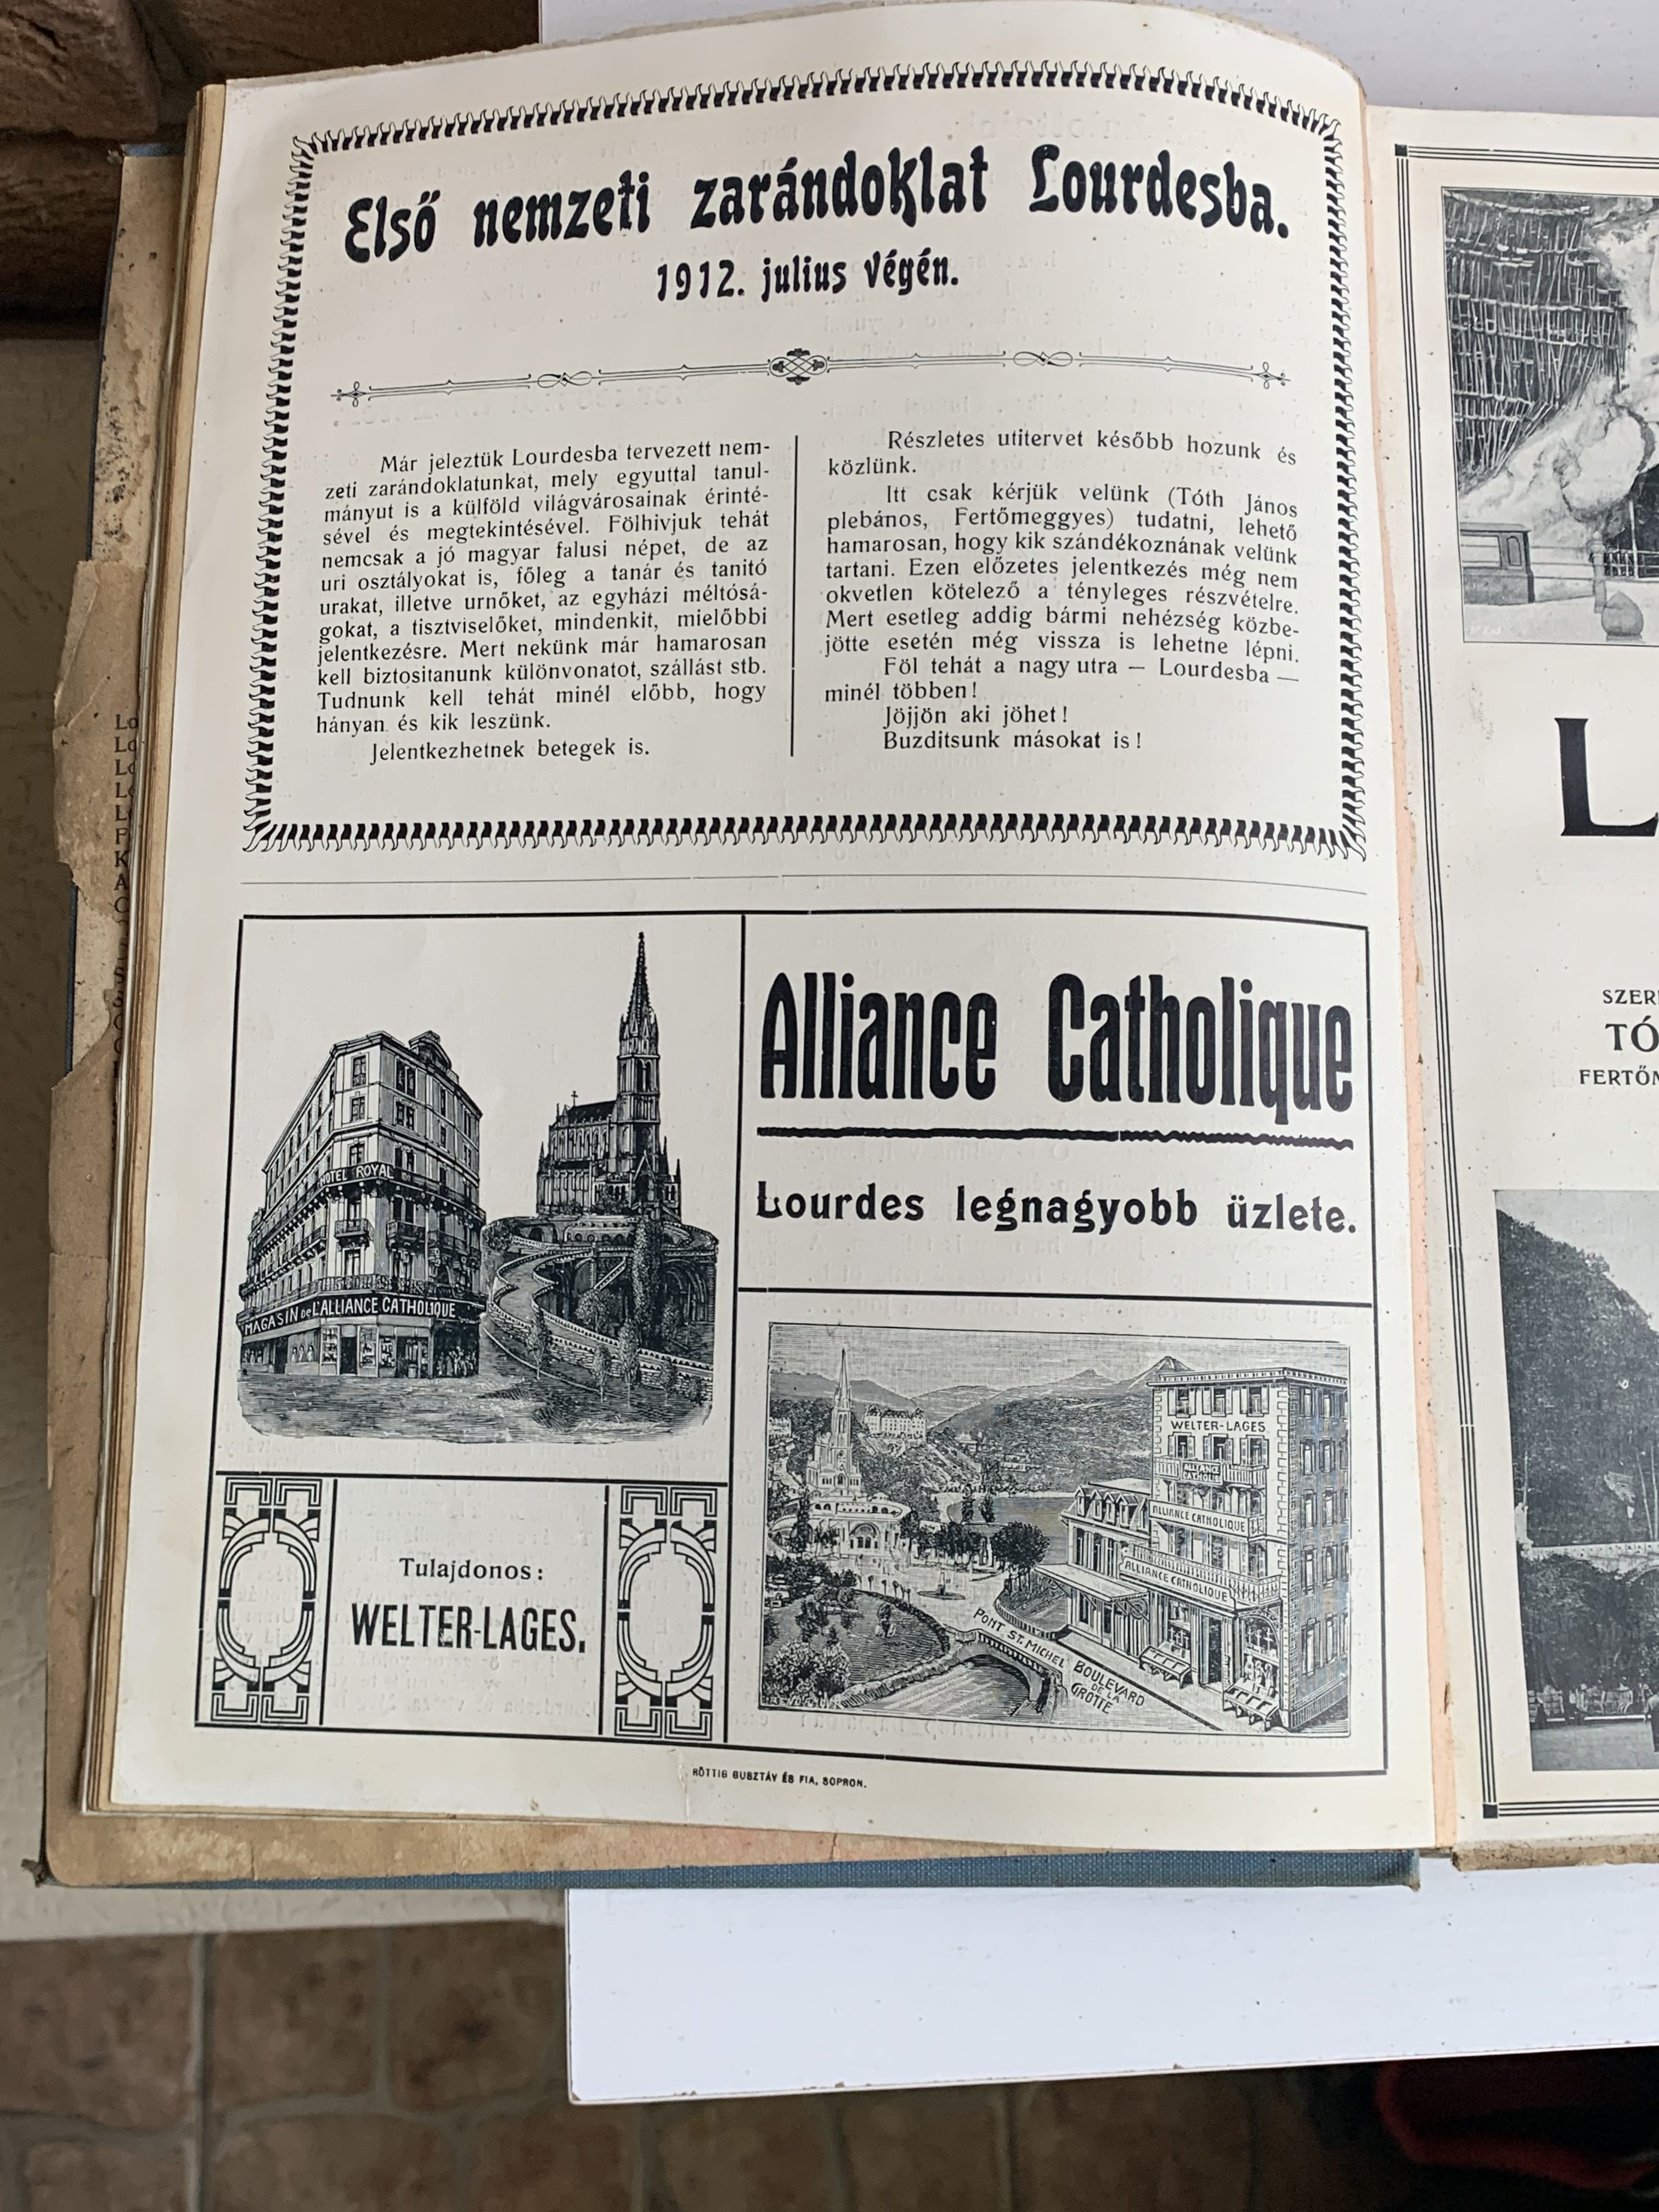 Első nemzeti zarándoklat Lourdesba.
1912. julius végén.
Már jeleztük Lourdesba tervezett nem-
zeti zarándoklatunkat, mely egyuttal tanul-
mányut is a külföld világvárosainak érinté-
sével és megtekintésével. Fölhivjuk tehát
nemcsak a jó magyar falusi népet, de az
uri osztályokat is, főleg a tanár és tanitó
urakat, illetve urnőket, az egyházi méltósá-
gokat, a tisztviselőket, mindenkit, mielőbbi
jelentkezésre. Mert nekünk már hamarosan
kell biztositanunk különvonatot, szállást stb.
Tudnunk kell tehát minél előbb, hogy
hányan és kik leszünk.
Jelentkezhetnek betegek is.
Részletes utitervet később hozunk és
közlünk.
Itt csak kérjük velünk (Tóth János
plebános, Fertőmeggyes) tudatni, lehető
hamarosan, hogy kik szándékoznának velünk
tartani. Ezen előzetes jelentkezés még nem
okvetlen kötelező a tényleges részvételre.
Mert esetleg addig bármi nehézség közbe-
jötte esetén még vissza is lehetne lépni.
Föl tehát a nagy utra — Lourdesba —
minél többen!
Jöjjön aki jöhet!
Buzditsunk másokat is!
HOTEL ROYAL
MAGASIN de L'ALLIANCE CATHOLIQUE
Alliance Catholique
Lourdes legnagyobb üzlete.
Tulajdonos:
WELTER-LAGES.
WELTER-LAGES
ALLIANCE
CATHOLIQUE
ALLIANCE CATHOLIQUE
ALLIANCE CATHOLIQUE
PONT ST. MICHEL
BOULEVARD
DE LA
GROTTE
RÖTTIG GUSZTÁV ÉS FIA, SOPRON.
L
SZER
TÓ
FERTŐM
Lo
Lo
Lo
Lo
L
F
K
A